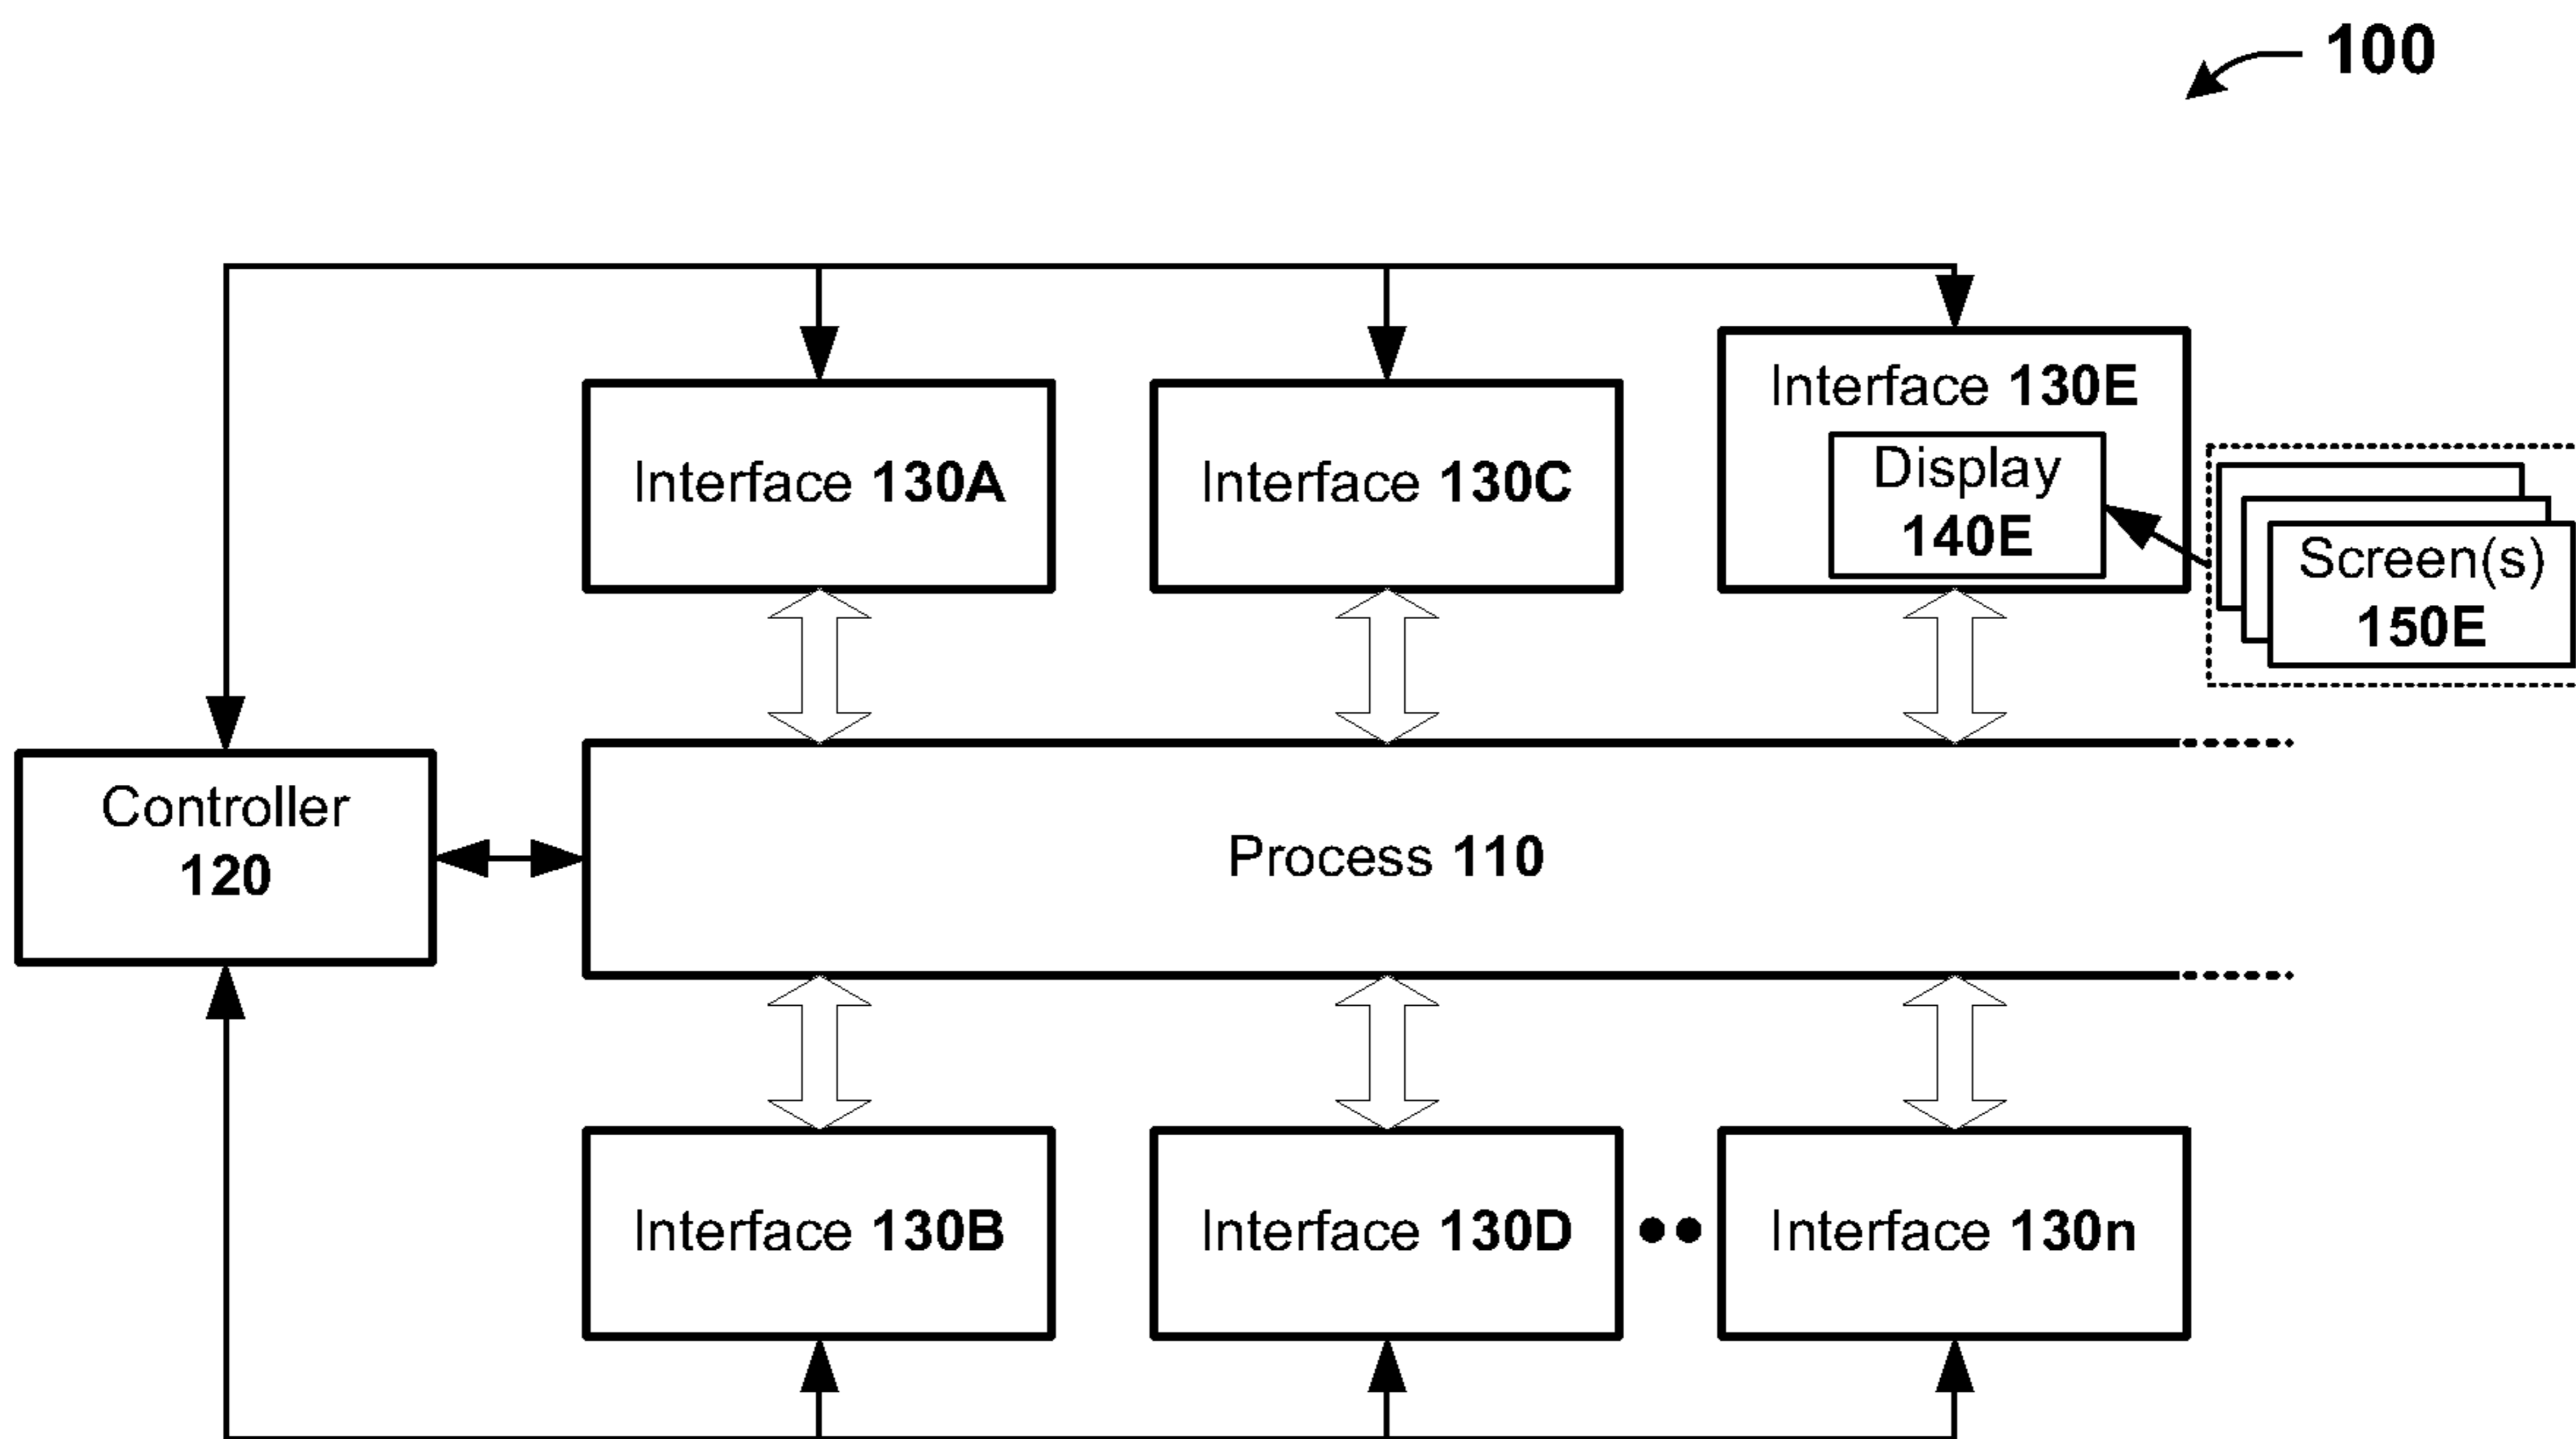 100
Interface 130A
Interface 130C
Interface 130E
Display
140E
Screen(s)
150E
Controller
120
Process 110
Interface 130B
Interface 130D
Interface 130n